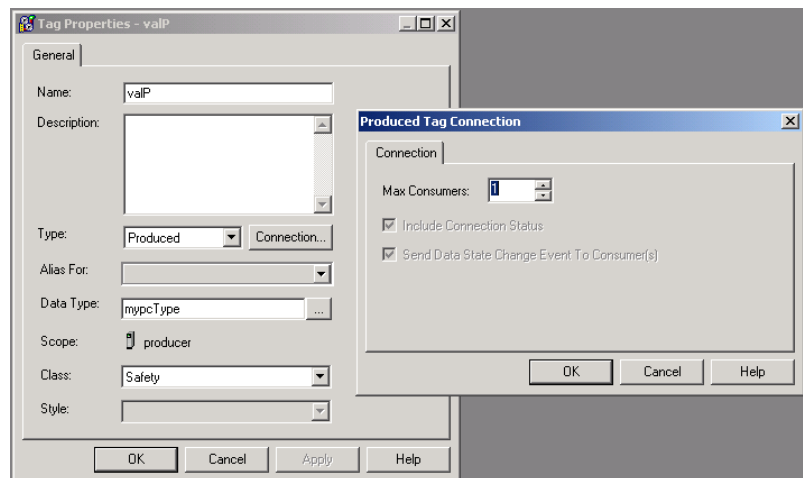 Tag Properties - valP
General
Name: valP
Description:
Type: Produced Connection...
Alias For:
Data Type: mypcType ...
Scope: producer
Class: Safety
Style:
OK Cancel Apply Help
Produced Tag Connection
Connection
Max Consumers: 1
Include Connection Status
Send Data State Change Event To Consumer(s)
OK Cancel Help